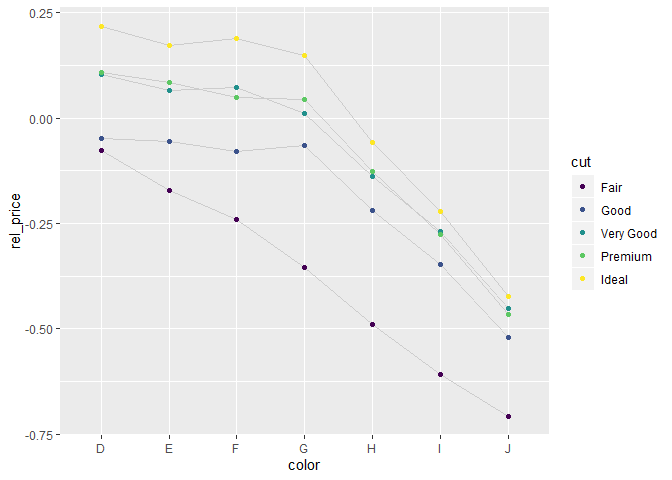 0.25
0.00
-0.25
-0.50
-0.75
rel_price
D E F G H I J
color
cut
Fair
Good
Very Good
Premium
Ideal